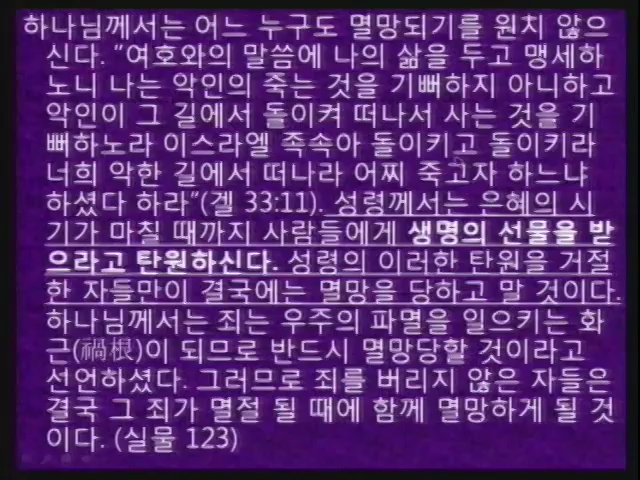 하나님께서는 어느 누구도 멸망되기를 원치 않으
신다. “여호와의 말씀에 나의 삶을 두고 맹세하
노니 나는 악인의 죽는 것을 기뻐하지 아니하고
악인이 그 길에서 돌이켜 떠나서 사는 것을 기
뻐하노라 이스라엘 족속아 돌이키고 돌이키라
너희 악한 길에서 떠나라 어찌 죽고자 하느냐
하셨다 하라”(겔 33:11). 성령께서는 은혜의 시
기가 마칠 때까지 사람들에게 생명의 선물을 받
으라고 탄원하신다. 성령의 이러한 탄원을 거절
한 자들만이 결국에는 멸망을 당하고 말 것이다.
하나님께서는 죄는 우주의 파멸을 일으키는 화
근(禍根)이 되므로 반드시 멸망당할 것이라고
선언하셨다. 그러므로 죄를 버리지 않은 자들은
결국 그 죄가 멸절 될 때에 함께 멸망하게 될 것
이다. (실물 123)